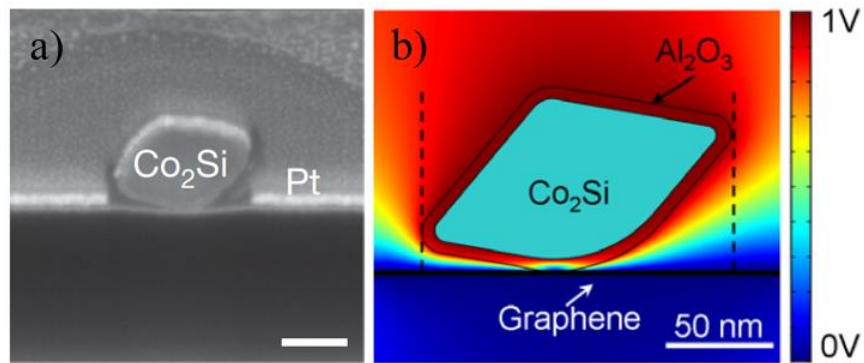 a)
Co₂Si
Pt
b)
Al₂O₃
Co₂Si
Graphene
50 nm
1V
0V